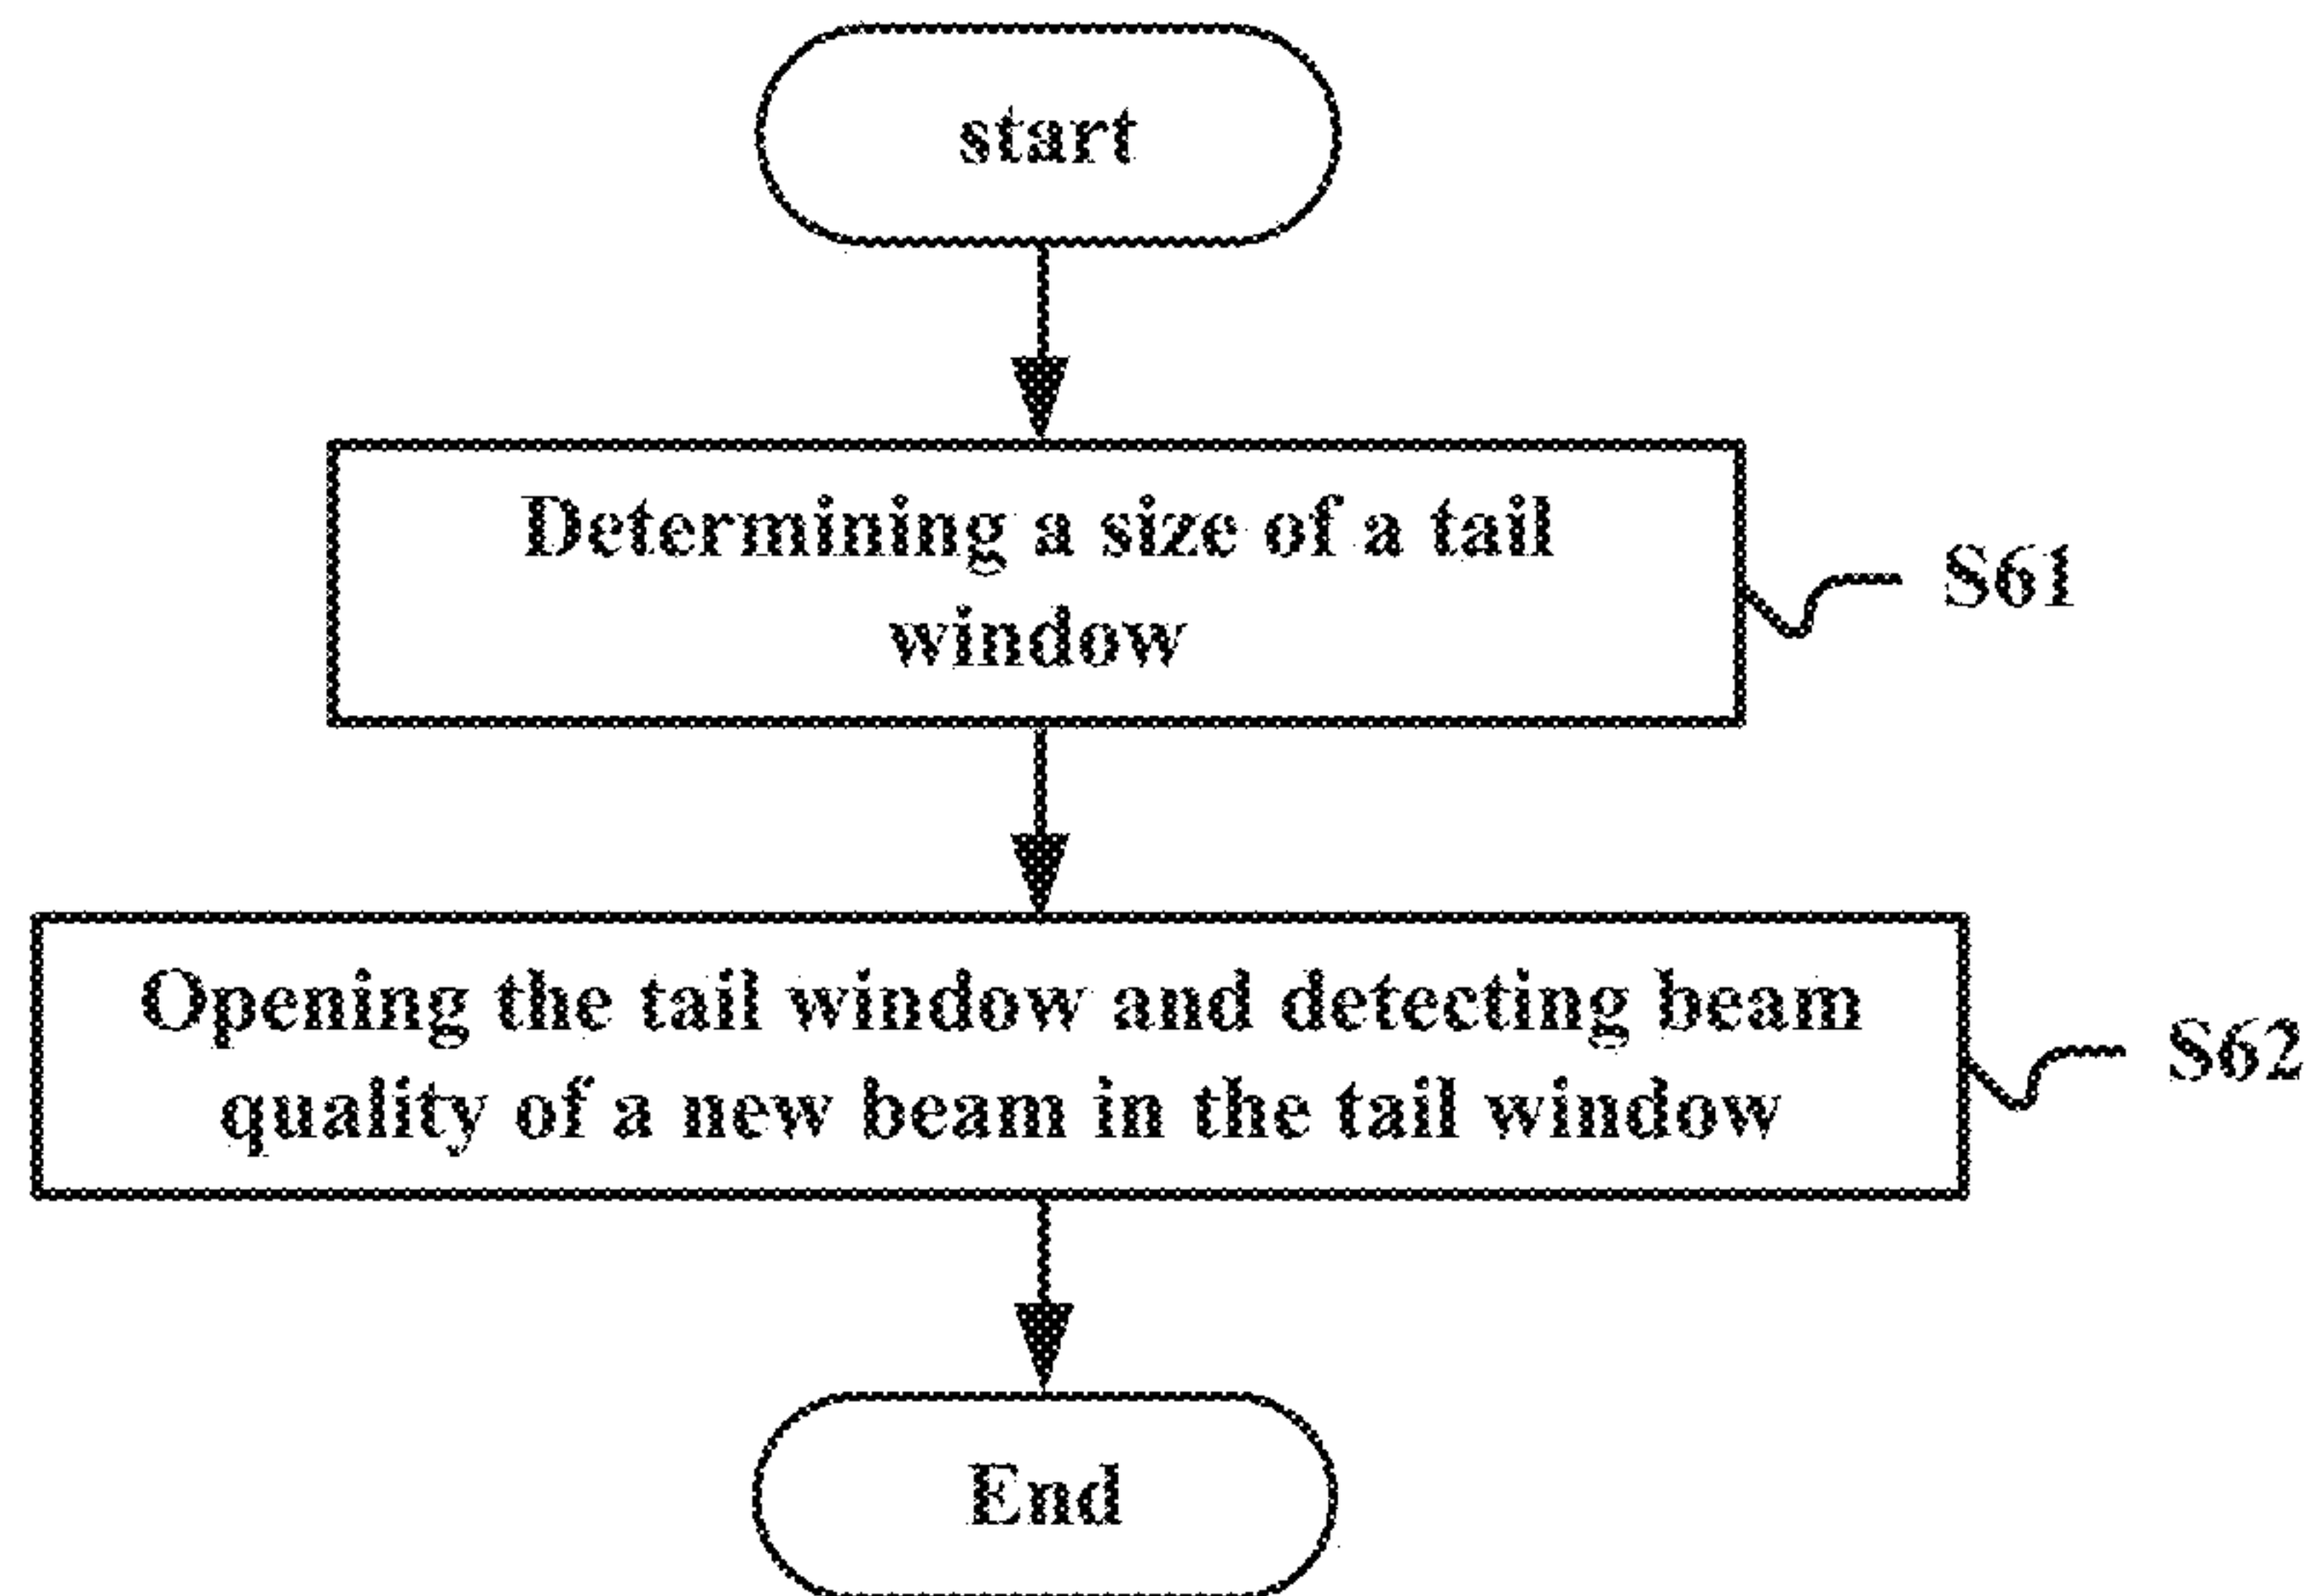 start
Determining a size of a tail
window
S61
Opening the tail window and detecting beam
quality of a new beam in the tail window
S62
End